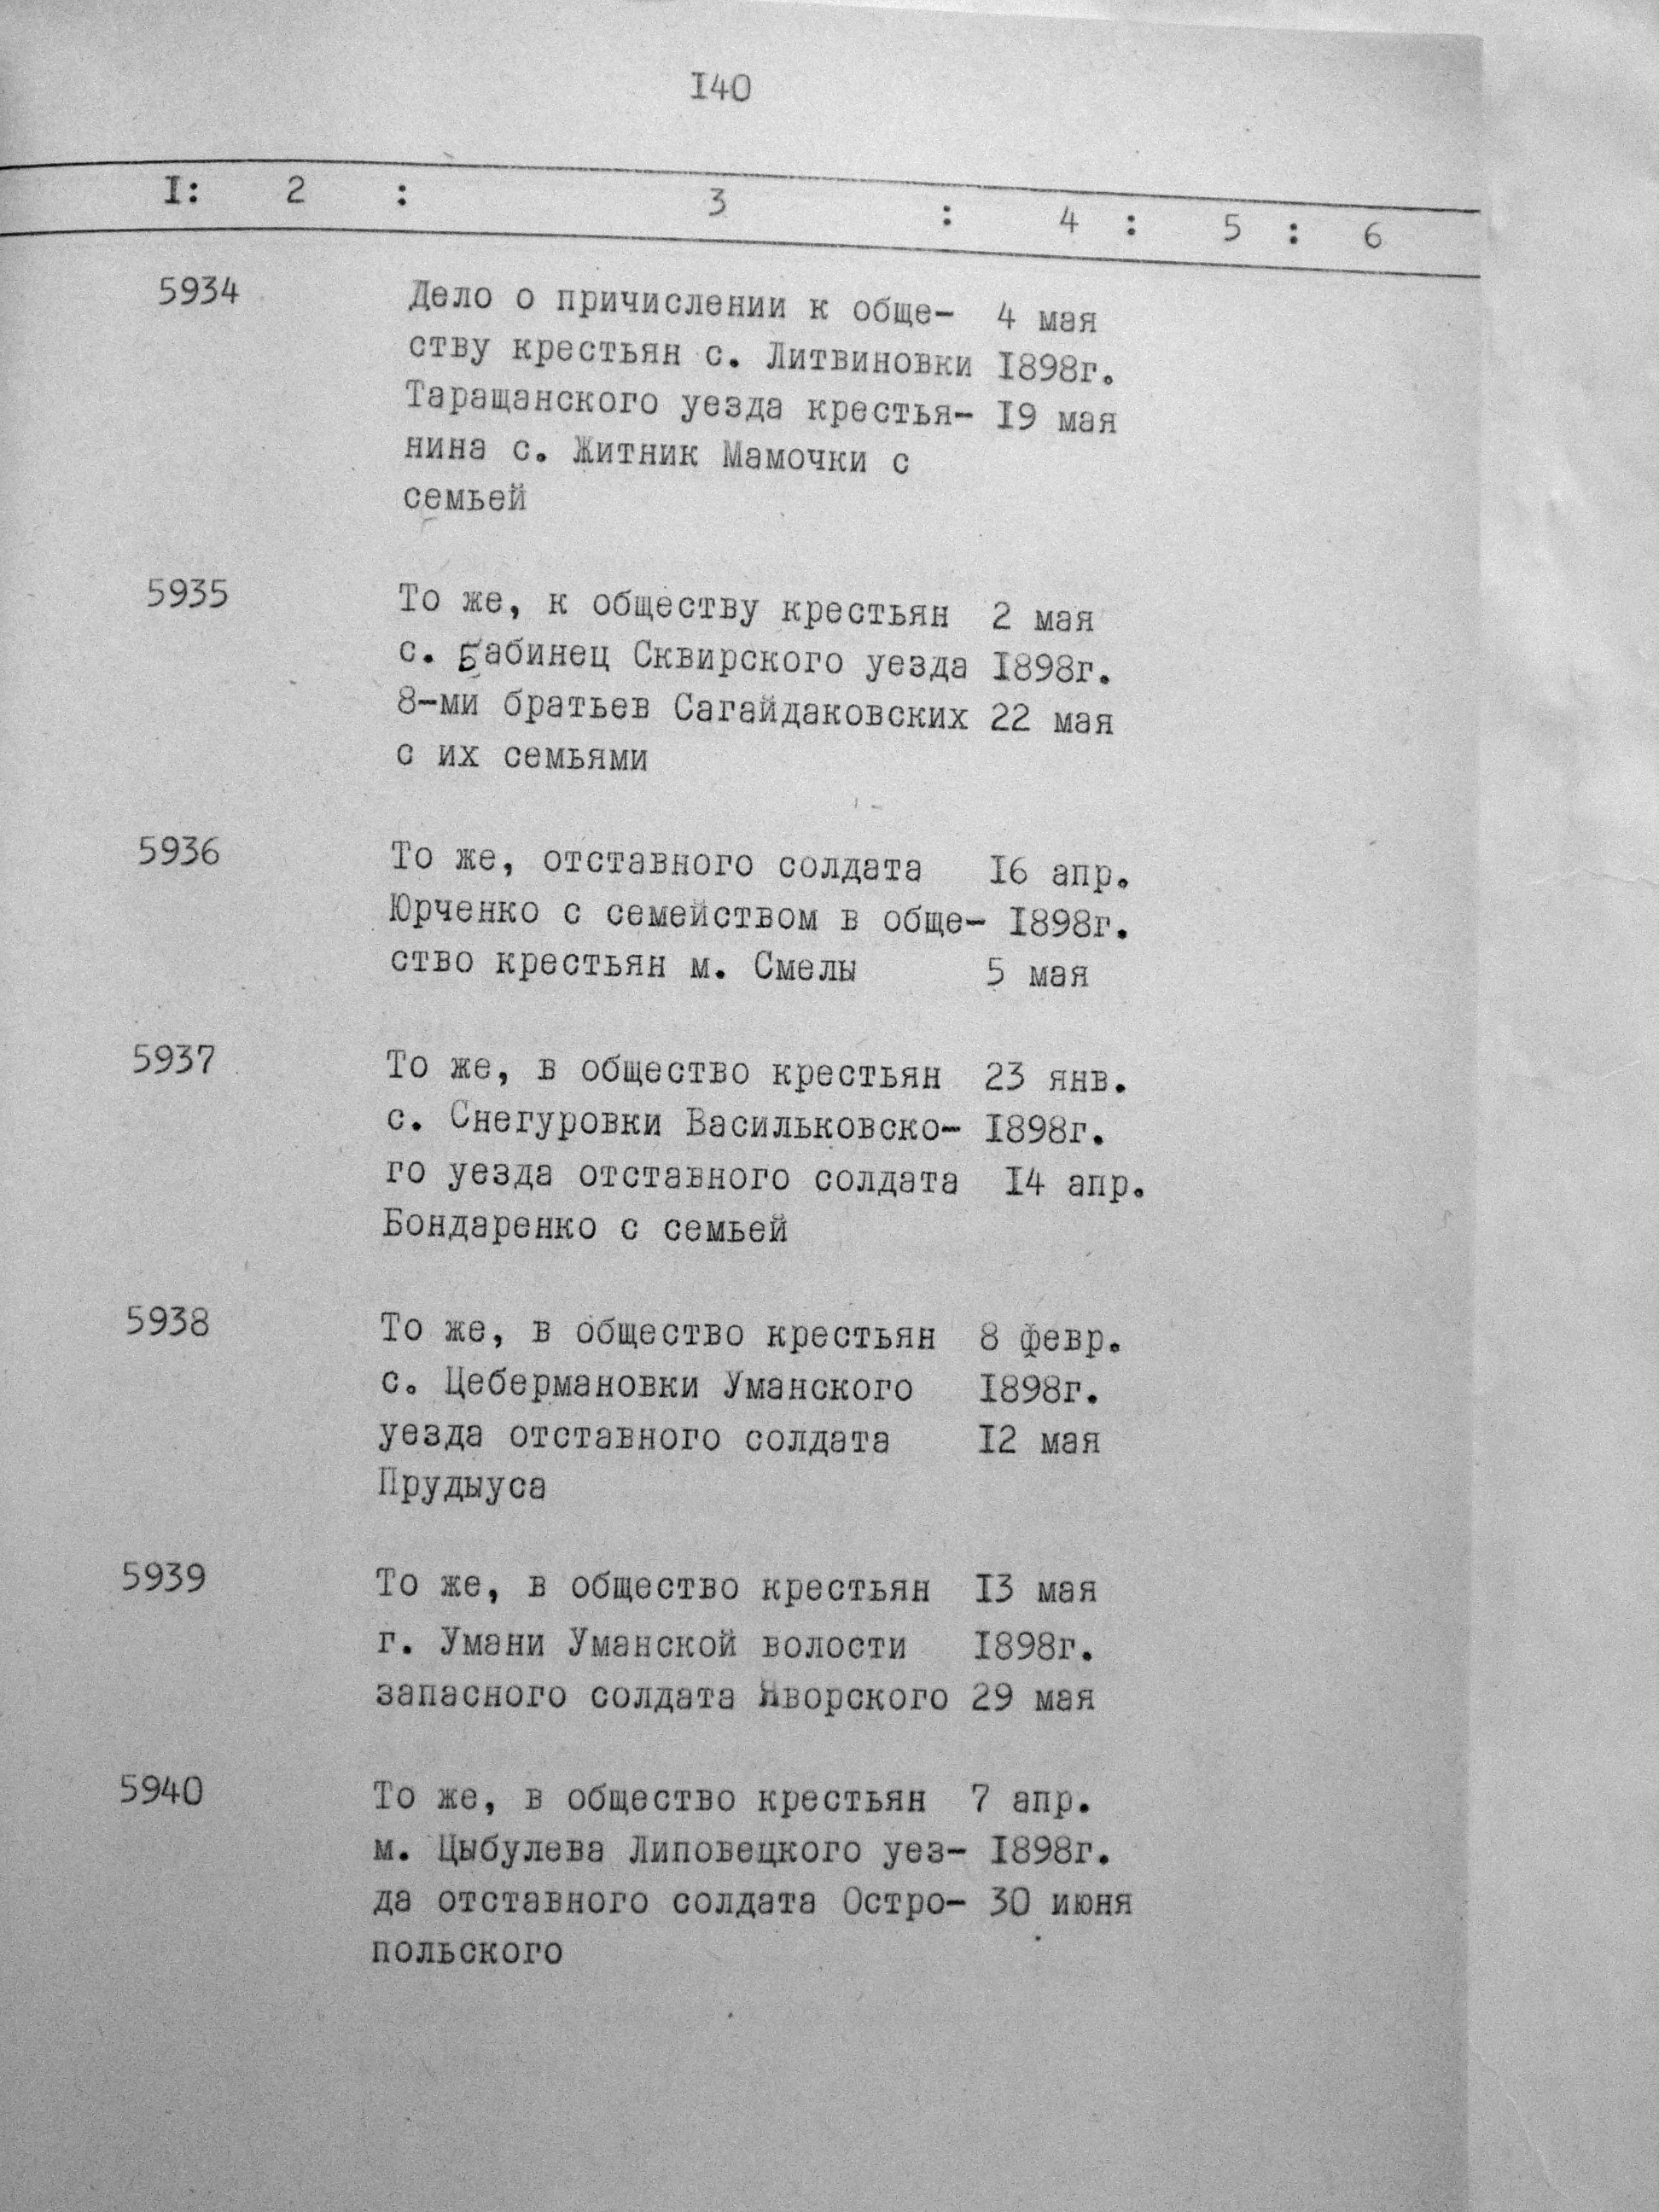 I40
I: 2 : 3 : 4 : 5 : 6
5934 Дело о причислении к обще- 4 мая
ству крестьян с. Литвиновки I898г.
Таращанского уезда крестья- I9 мая
нина с. Житник Мамочки с
семьей
5935 То же, к обществу крестьян 2 мая
с. Бабинец Сквирского уезда I898г.
8-ми братьев Сагайдаковских 22 мая
с их семьями
5936 То же, отставного солдата I6 апр.
Юрченко с семейством в обще- I898г.
ство крестьян м. Смелы 5 мая
5937 То же, в общество крестьян 23 янв.
с. Снегуровки Васильковско- I898г.
го уезда отставного солдата I4 апр.
Бондаренко с семьей
5938 То же, в общество крестьян 8 февр.
с. Цебермановки Уманского I898г.
уезда отставного солдата I2 мая
Прудыуса
5939 То же, в общество крестьян I3 мая
г. Умани Уманской волости I898г.
запасного солдата Яворского 29 мая
5940 То же, в общество крестьян 7 апр.
м. Цыбулева Липовецкого уез- I898г.
да отставного солдата Остро- 30 июня
польского